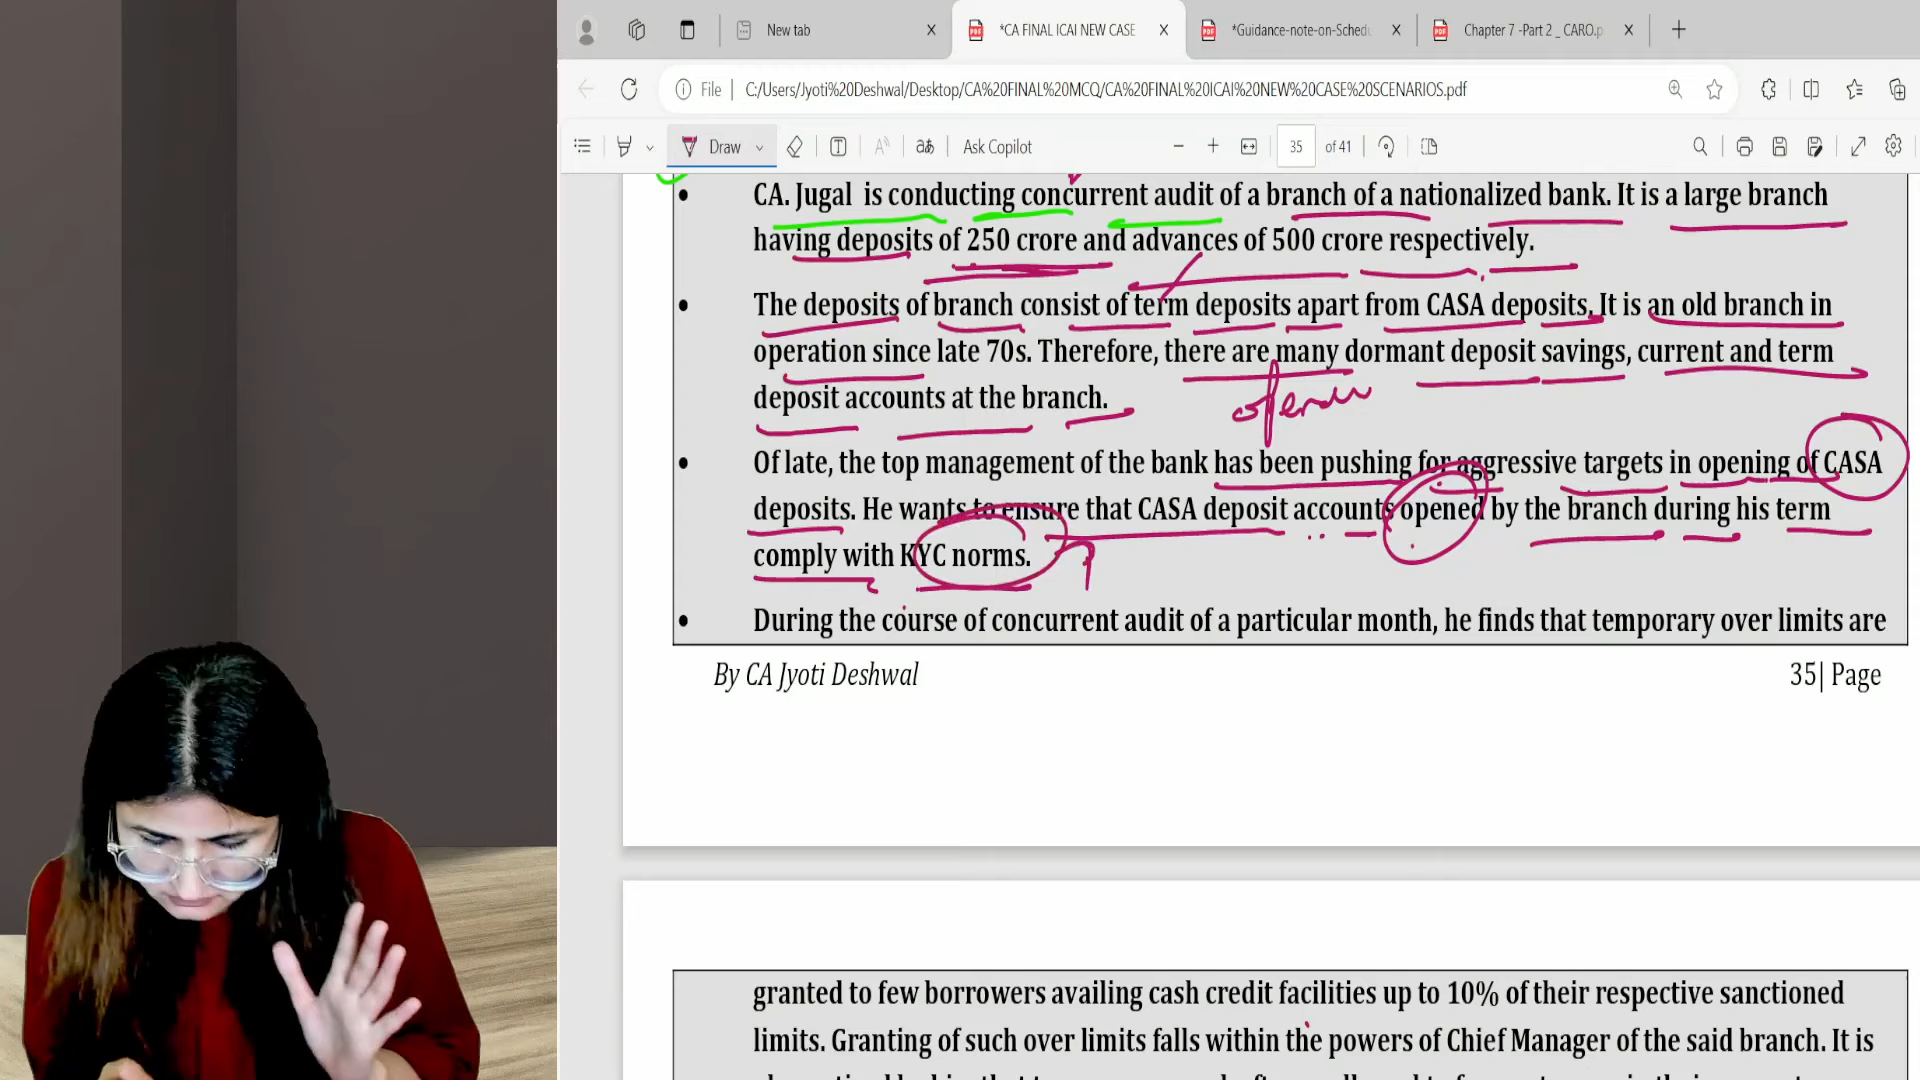 New tab
*CA FINAL ICAI NEW CASE
*Guidance-note-on-Sched
Chapter 7 -Part 2 _ CARO.p
File
C:/Users/Jyoti%20Deshwal/Desktop/CA%20FINAL%20MCQ/CA%20FINAL%20ICAI%20NEW%20CASE%20SCENARIOS.pdf
Draw
Ask Copilot
35 of 41
• CA. Jugal is conducting concurrent audit of a branch of a nationalized bank. It is a large branch
having deposits of 250 crore and advances of 500 crore respectively.
• The deposits of branch consist of term deposits apart from CASA deposits. It is an old branch in
operation since late 70s. Therefore, there are many dormant deposit savings, current and term
deposit accounts at the branch.
• Of late, the top management of the bank has been pushing for aggressive targets in opening of CASA
deposits. He wants to ensure that CASA deposit accounts opened by the branch during his term
comply with KYC norms.
• During the course of concurrent audit of a particular month, he finds that temporary over limits are
By CA Jyoti Deshwal
35| Page
granted to few borrowers availing cash credit facilities up to 10% of their respective sanctioned
limits. Granting of such over limits falls within the powers of Chief Manager of the said branch. It is